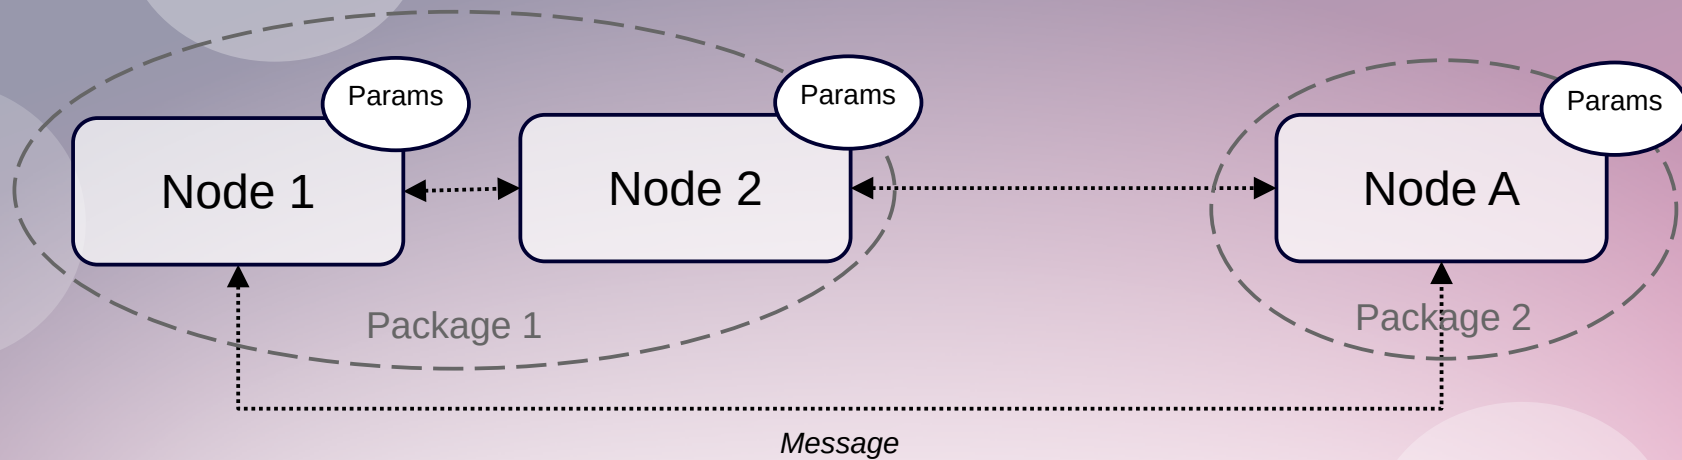 Params
Params
Params
Node 1
Node 2
Node A
Package 1
Package 2
Message